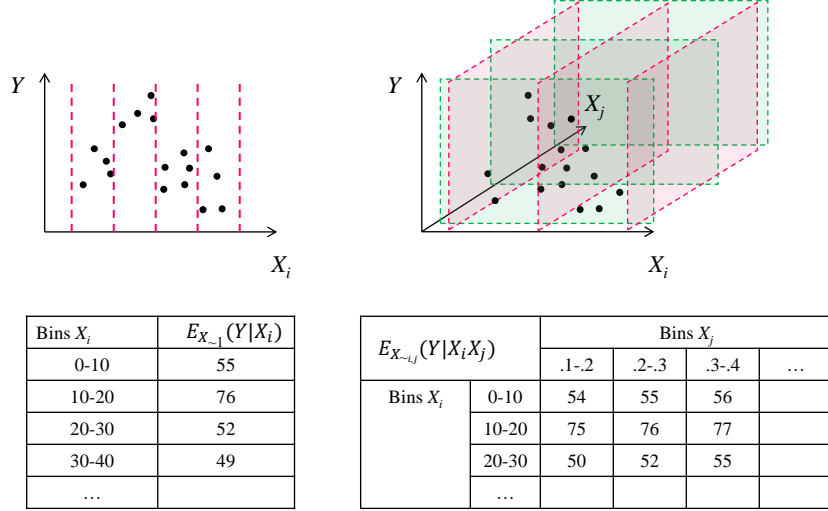 Y
X_i
Y
X_j
X_i
Bins X_i E_{X_{~1}}(Y|X_i)
0-10 55
10-20 76
20-30 52
30-40 49
…
E_{X_{~i,j}}(Y|X_iX_j) Bins X_j
.1-.2 .2-.3 .3-.4 …
Bins X_i 0-10 54 55 56
10-20 75 76 77
20-30 50 52 55
…